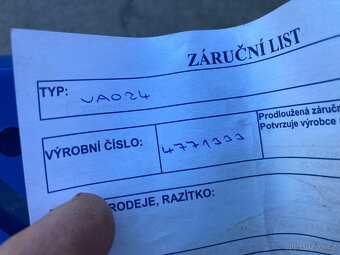 ZÁRUČNÍ LIST
TYP:
VA024
VÝROBNÍ ČÍSLO:
4771333
Prodloužená záruč
Potvrzuje výrobce
RODEJE, RAZÍTKO: